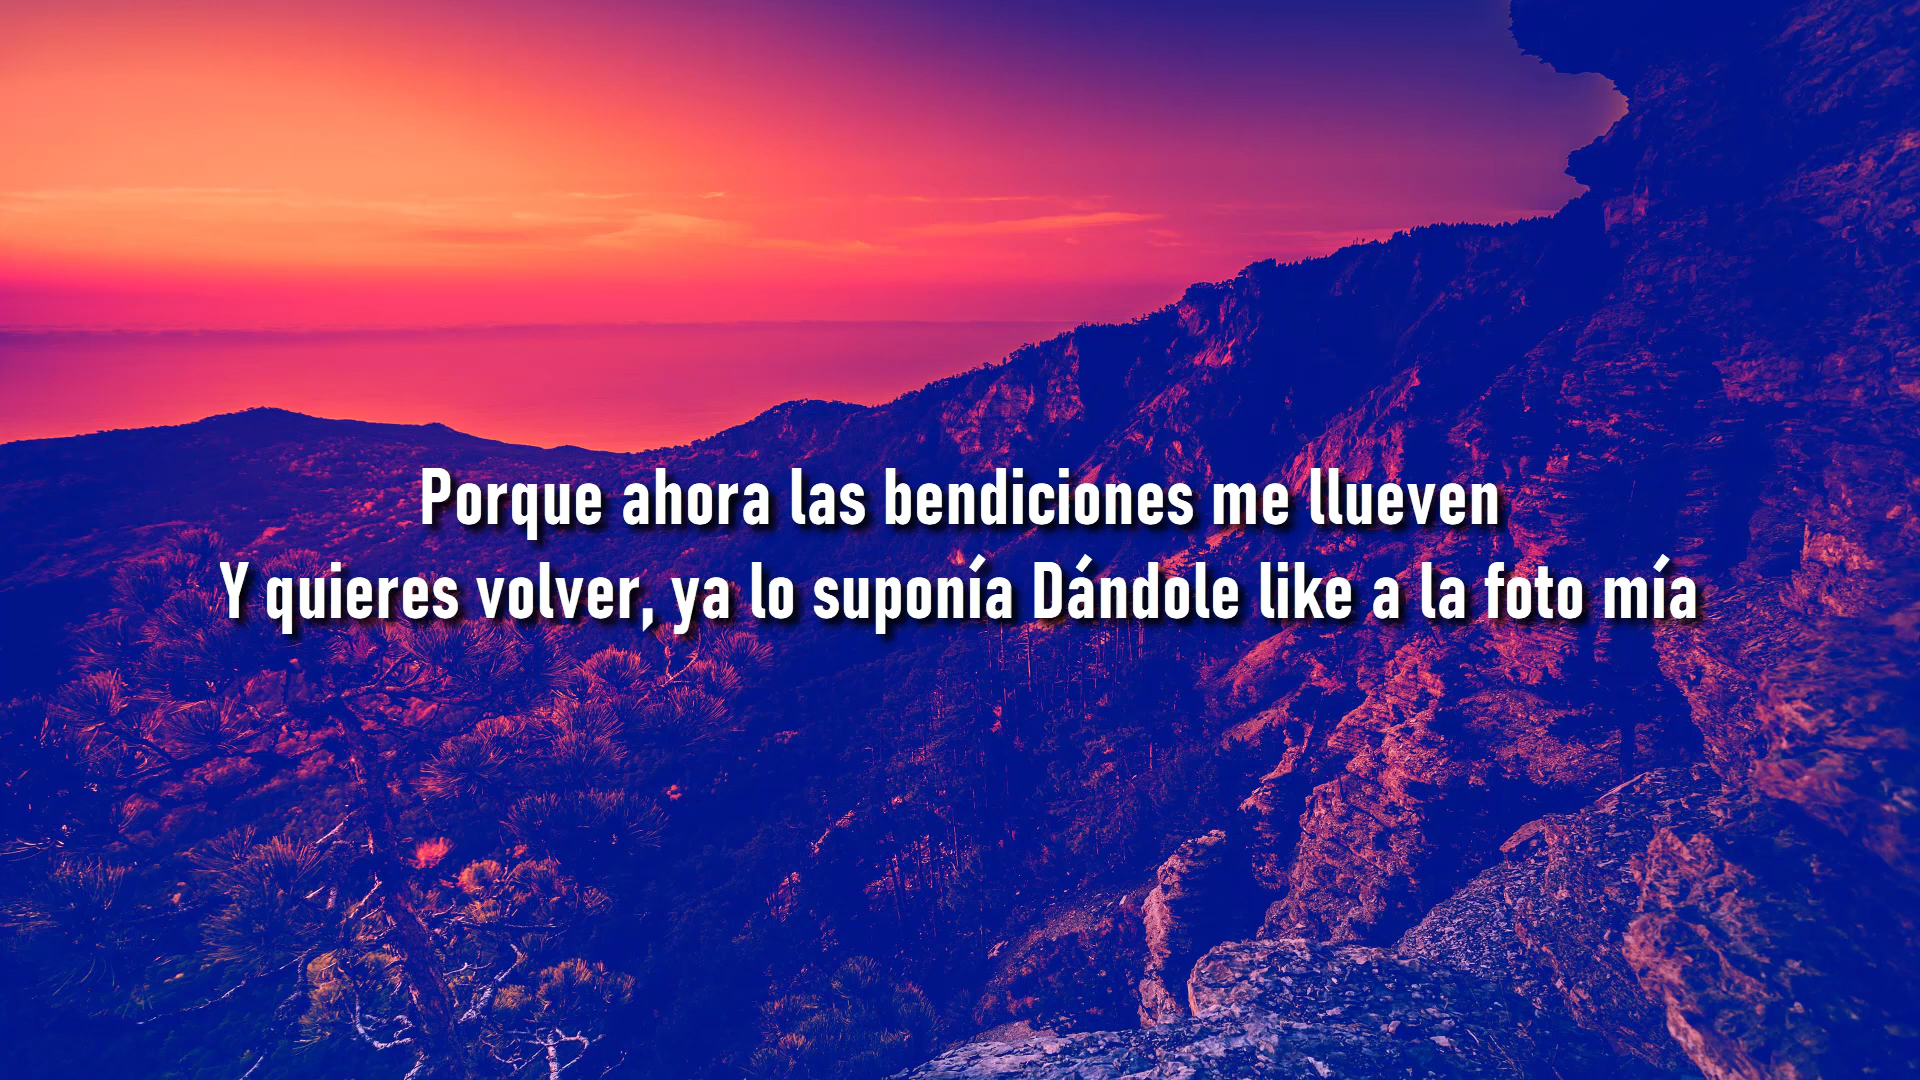 Porque ahora las bendiciones me llueven
Y quieres volver, ya lo suponía Dándole like a la foto mía